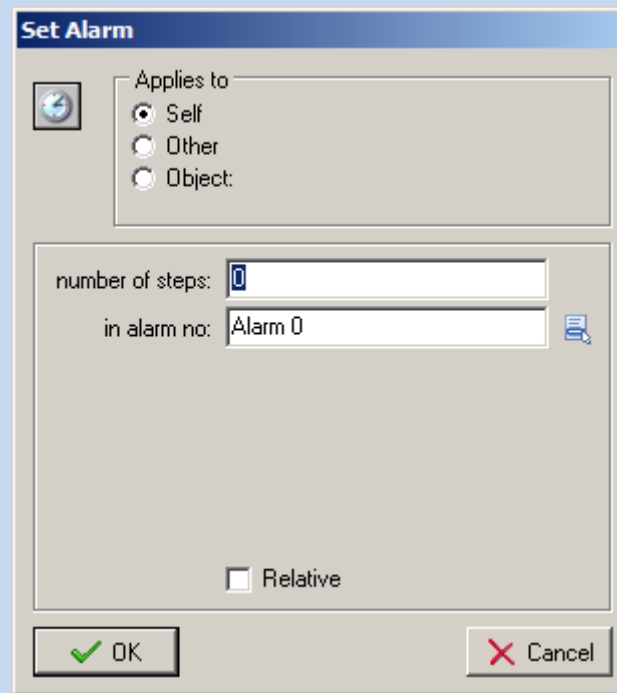 Set Alarm
Applies to
Self
Other
Object:
number of steps: 0
in alarm no: Alarm 0
Relative
OK Cancel